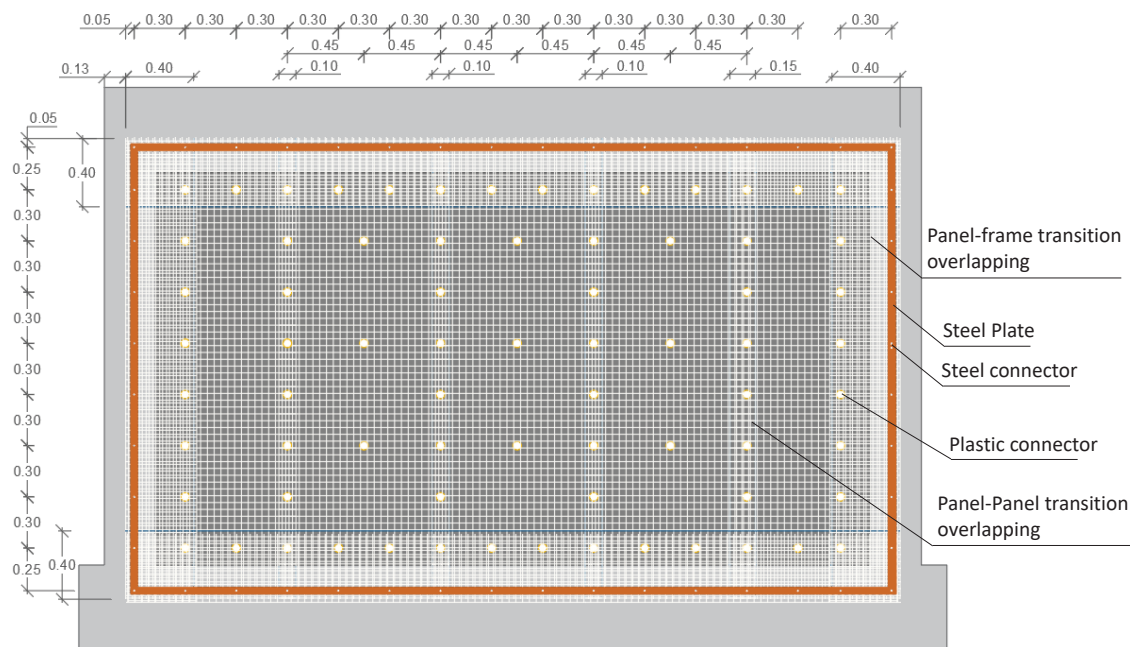 0.05 0.30 0.30 0.30 0.30 0.30 0.30 0.30 0.30 0.30 0.30 0.30 0.30 0.30 0.30
0.45 0.45 0.45 0.45 0.45 0.45
0.13 0.40 0.10 0.10 0.10 0.15 0.40
0.05
0.25
0.40
0.30
0.30
0.30
0.30
0.30
0.30
0.30
0.40
0.25
Panel-frame transition
overlapping
Steel Plate
Steel connector
Plastic connector
Panel-Panel transition
overlapping